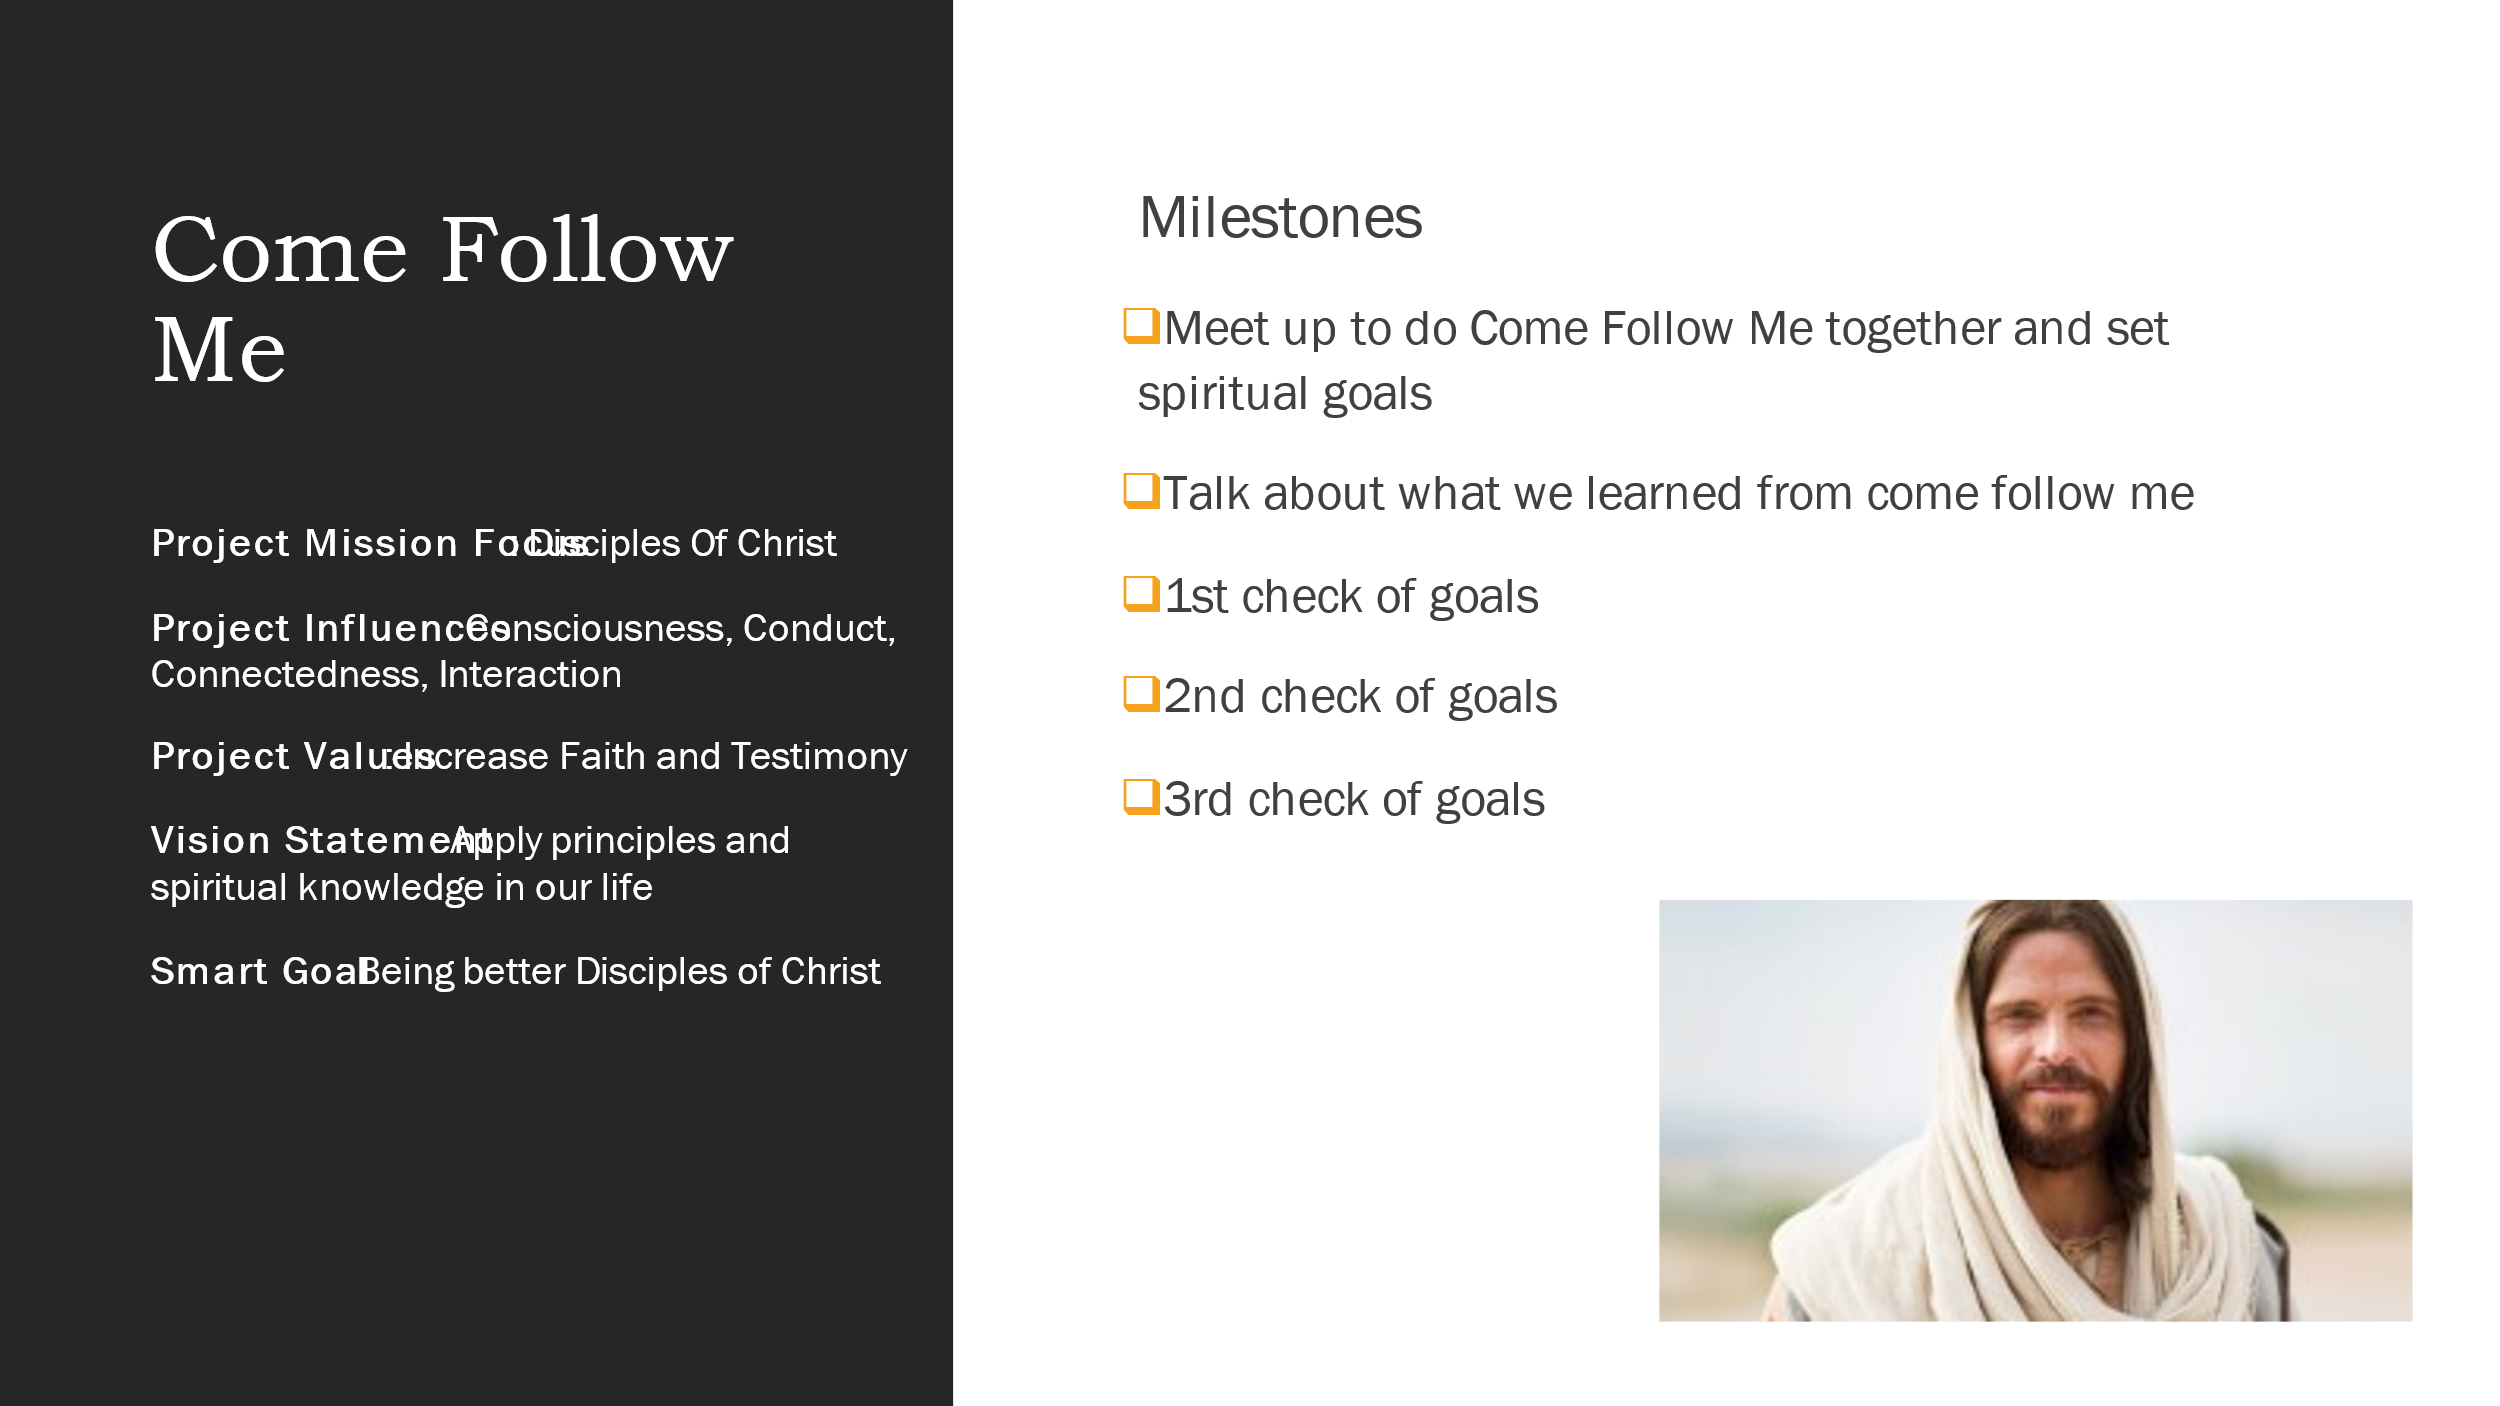 Come Follow
Me
Project Mission Focus: Disciples Of Christ
Project Influences: Consciousness, Conduct,
Connectedness, Interaction
Project Values: Increase Faith and Testimony
Vision Statement: Apply principles and
spiritual knowledge in our life
Smart Goal: Being better Disciples of Christ
Milestones
Meet up to do Come Follow Me together and set
spiritual goals
Talk about what we learned from come follow me
1st check of goals
2nd check of goals
3rd check of goals